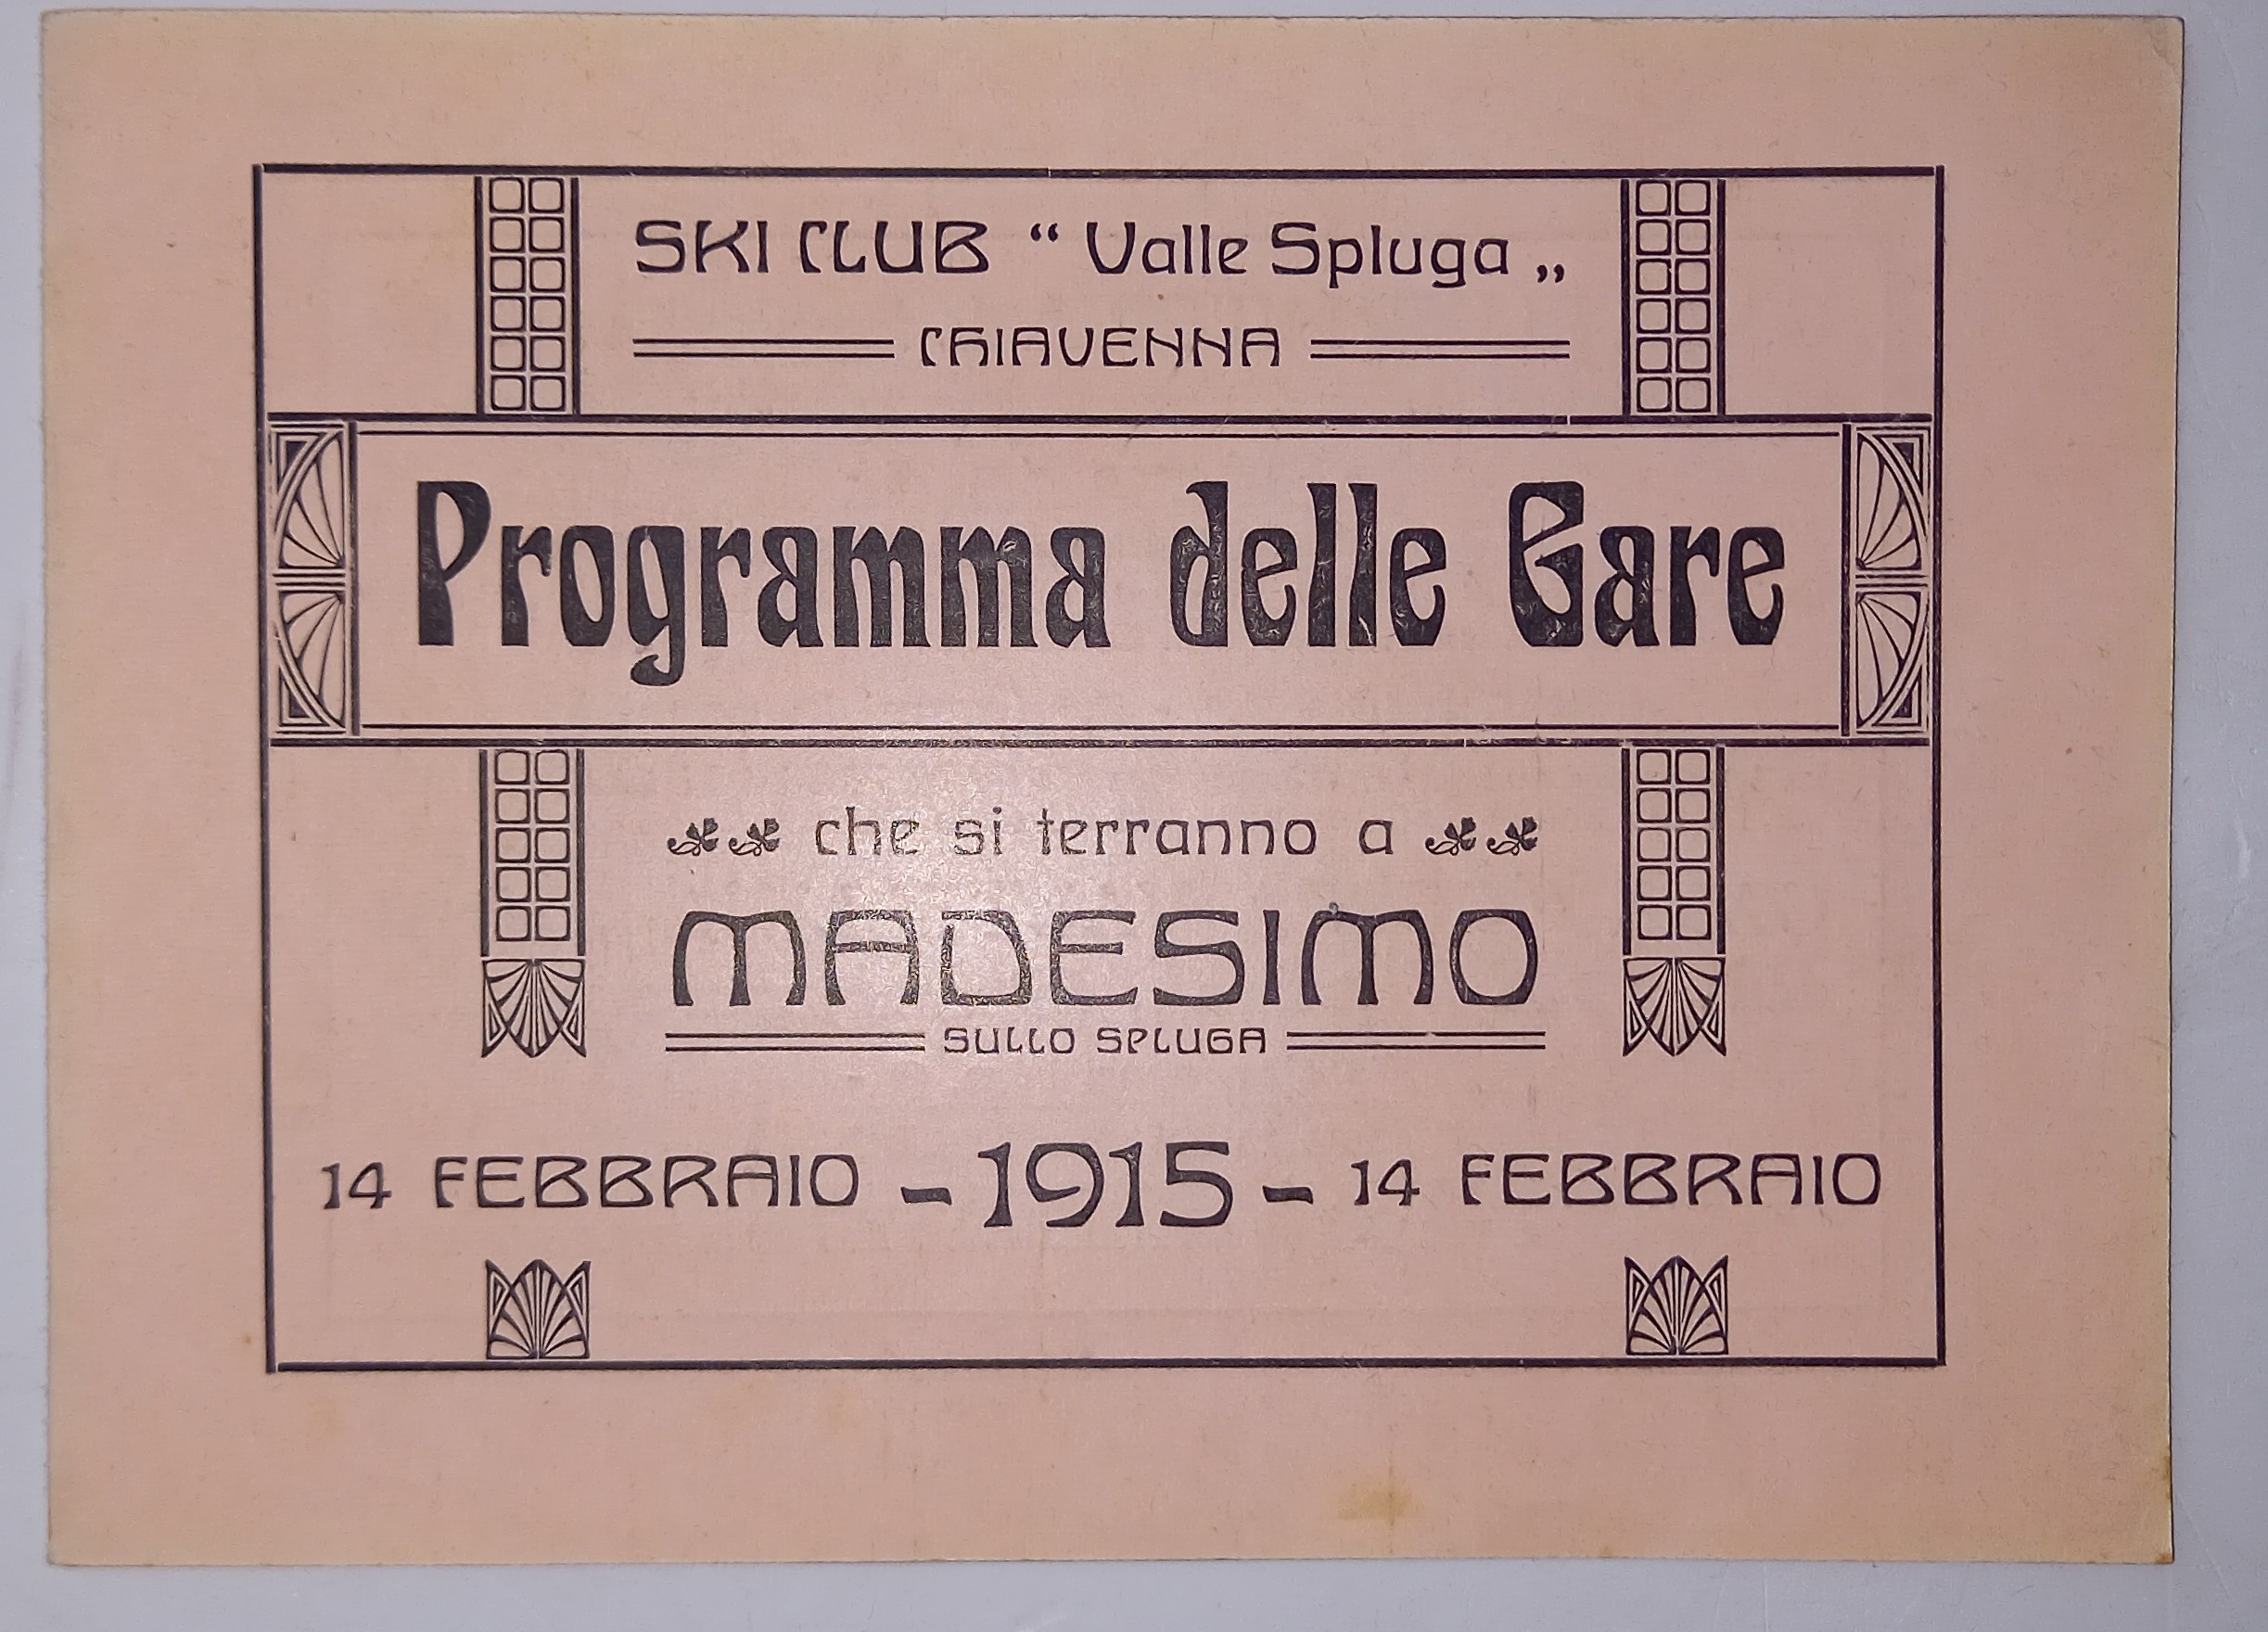 SKI CLUB “ Valle Spluga „
CHIAVENNA
Programma delle Gare
che si terranno a
MADESIMO
SULLO SPLUGA
14 FEBBRAIO - 1915 - 14 FEBBRAIO